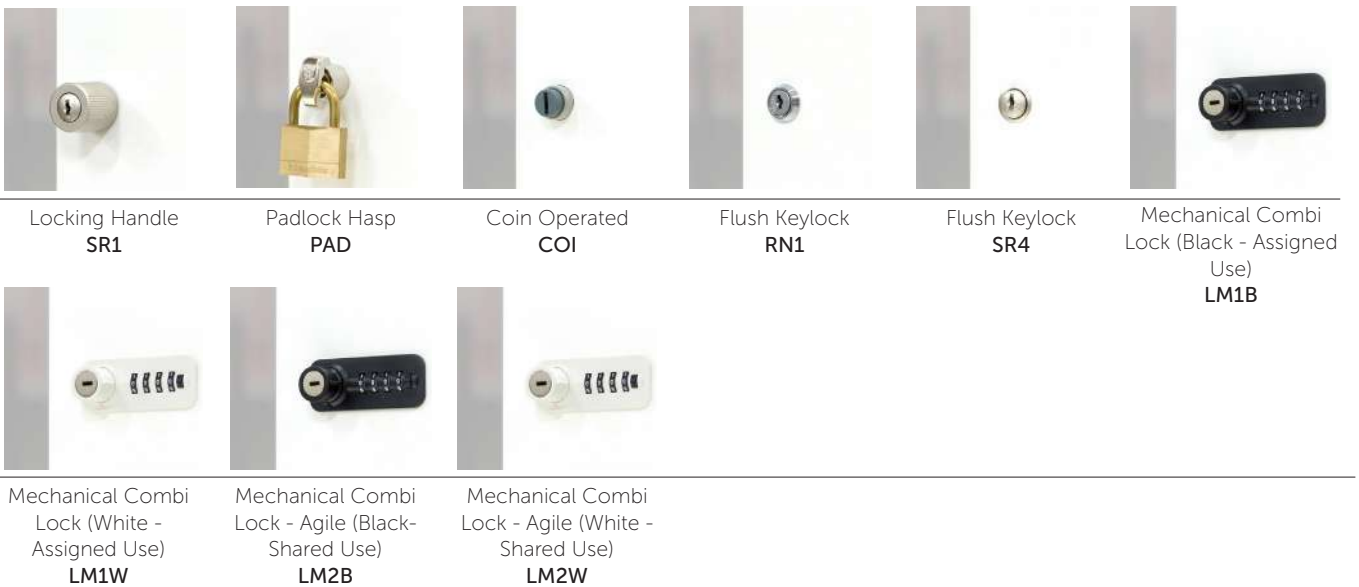 Locking Handle
SR1
Padlock Hasp
PAD
Coin Operated
COI
Flush Keylock
RN1
Flush Keylock
SR4
Mechanical Combi
Lock (Black - Assigned
Use)
LM1B
Mechanical Combi
Lock (White -
Assigned Use)
LM1W
Mechanical Combi
Lock - Agile (Black-
Shared Use)
LM2B
Mechanical Combi
Lock - Agile (White -
Shared Use)
LM2W